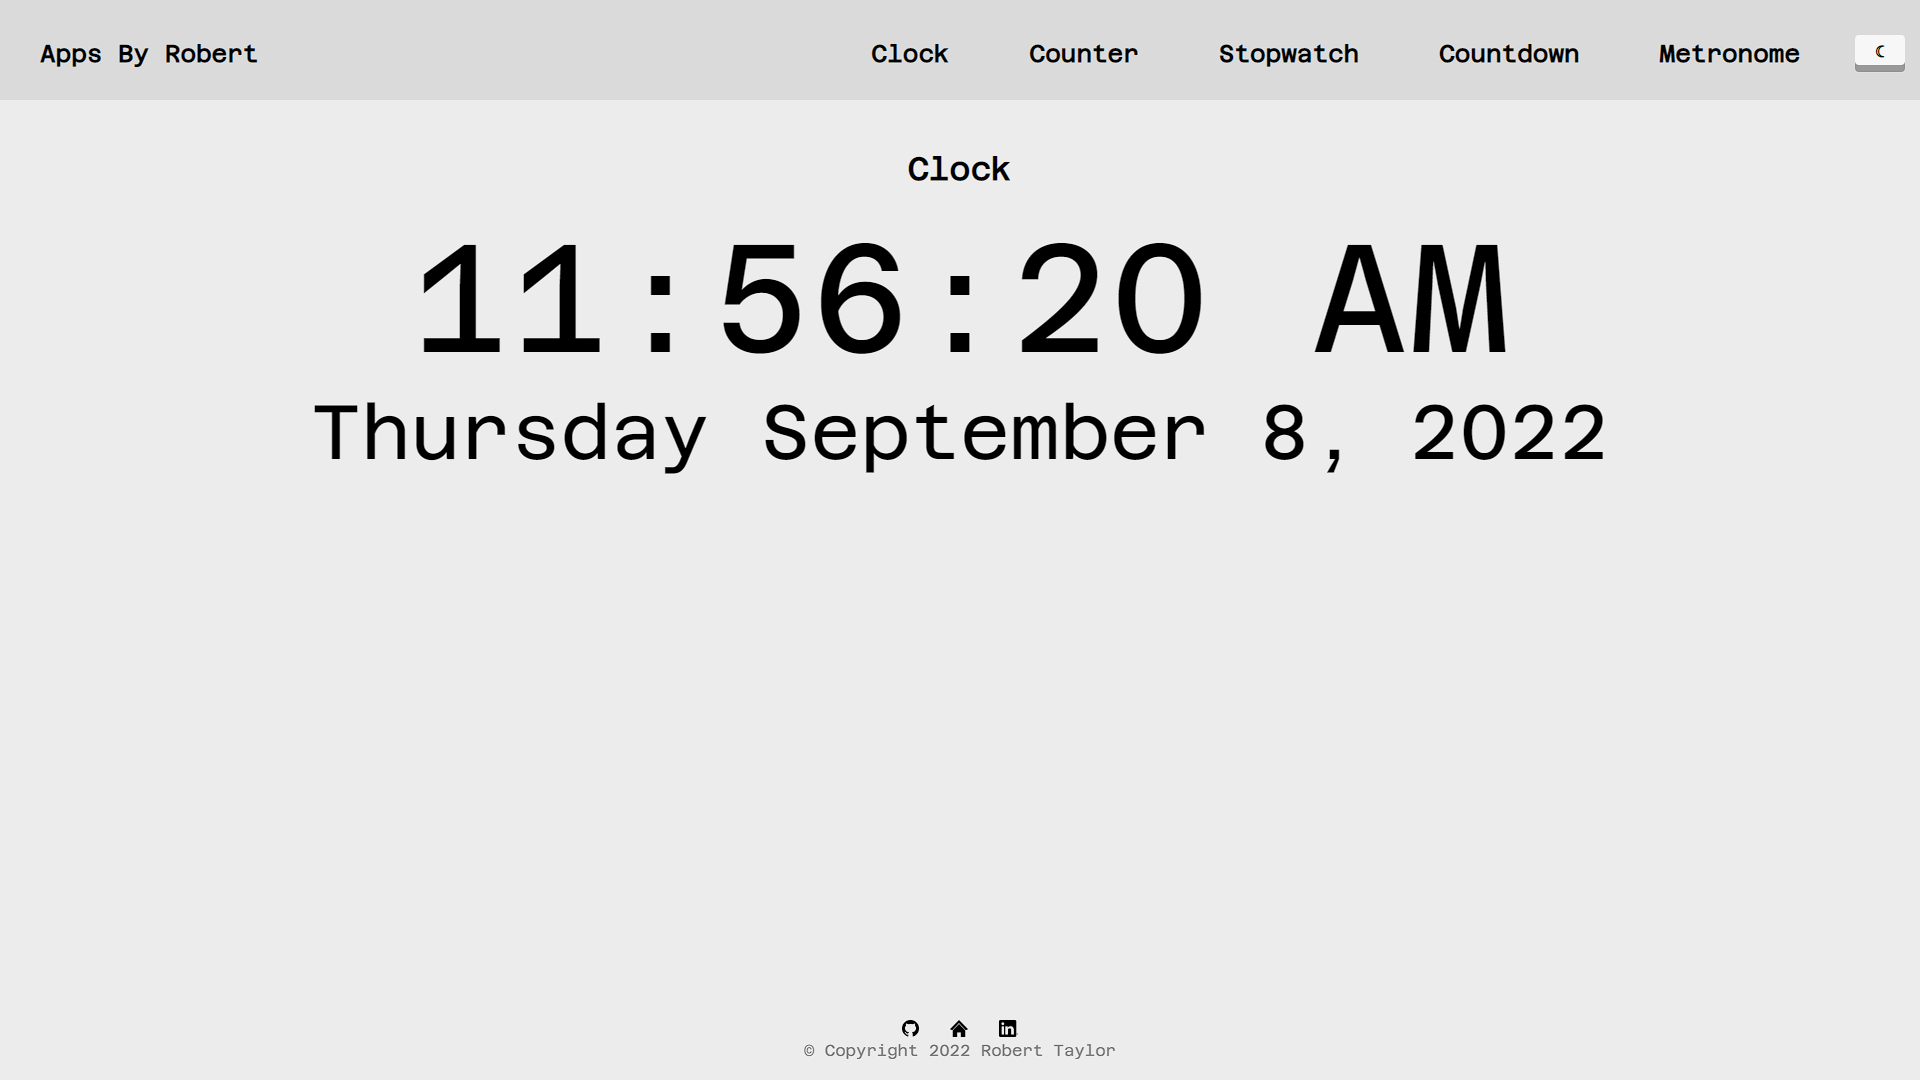 Apps By Robert
Clock Counter Stopwatch Countdown Metronome
Clock
11:56:20 AM
Thursday September 8, 2022
© Copyright 2022 Robert Taylor